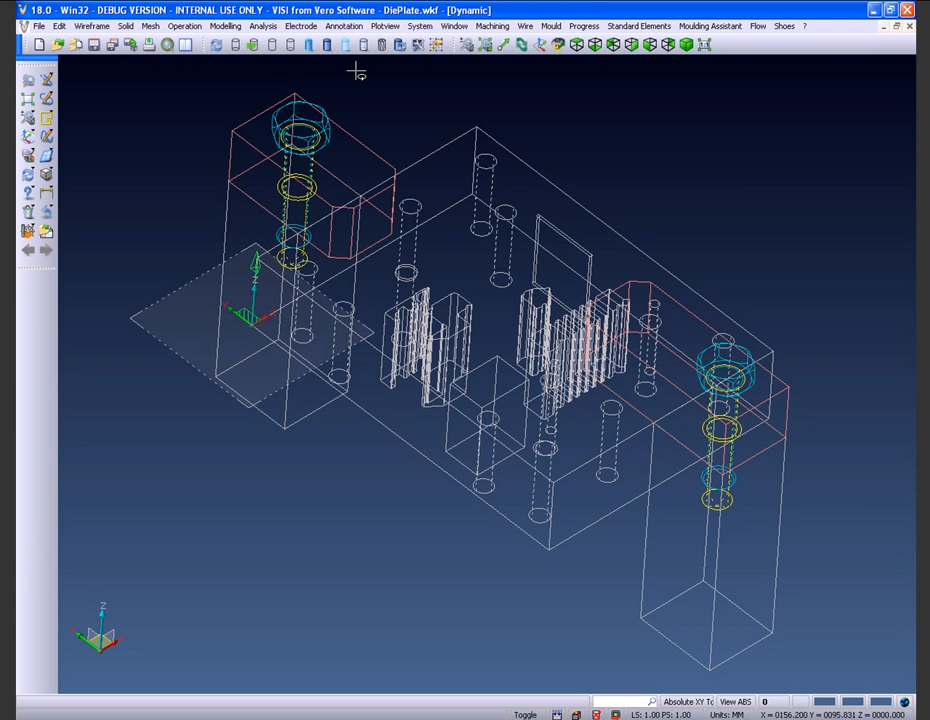 18.0 - Win32 - DEBUG VERSION - INTERNAL USE ONLY - VISI from Vero Software - DiePlate.wkf - [Dynamic]
File Edit Wireframe Solid Mesh Operation Modelling Analysis Electrode Annotation Plotview System Window Machining Wire Mould Progress Standard Elements Moulding Assistant Flow Shoes ?
Z
Z
Absolute XY To View ABS 0
Toggle LS: 1.00 PS: 1.00 Units: MM X = 0156.200 Y = 0095.831 Z = 0000.000